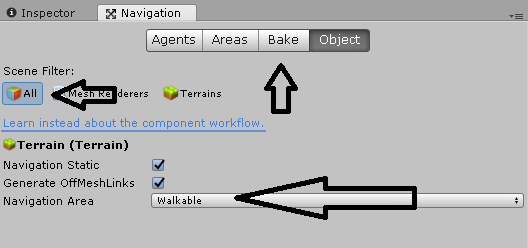 Inspector Navigation
Agents Areas Bake Object
Scene Filter:
All Mesh Renderers Terrains
Learn instead about the component workflow.
Terrain (Terrain)
Navigation Static
Generate OffMeshLinks
Navigation Area Walkable